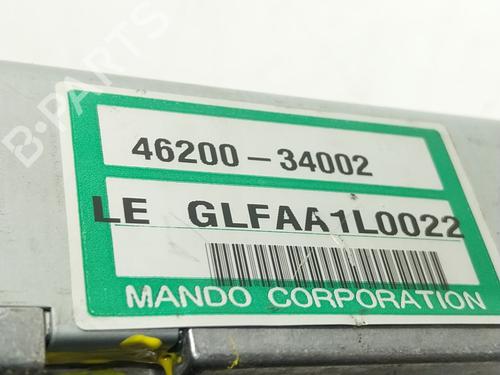 B-PARTS
46200-34002
LE GLFAA1L0022
MANDO CORPORATION